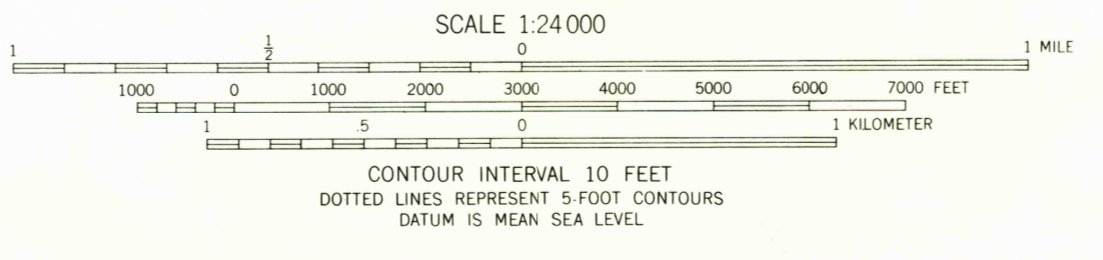 SCALE 1:24 000
1 1/2 0 1 MILE
1000 0 1000 2000 3000 4000 5000 6000 7000 FEET
1 .5 0 1 KILOMETER
CONTOUR INTERVAL 10 FEET
DOTTED LINES REPRESENT 5-FOOT CONTOURS
DATUM IS MEAN SEA LEVEL